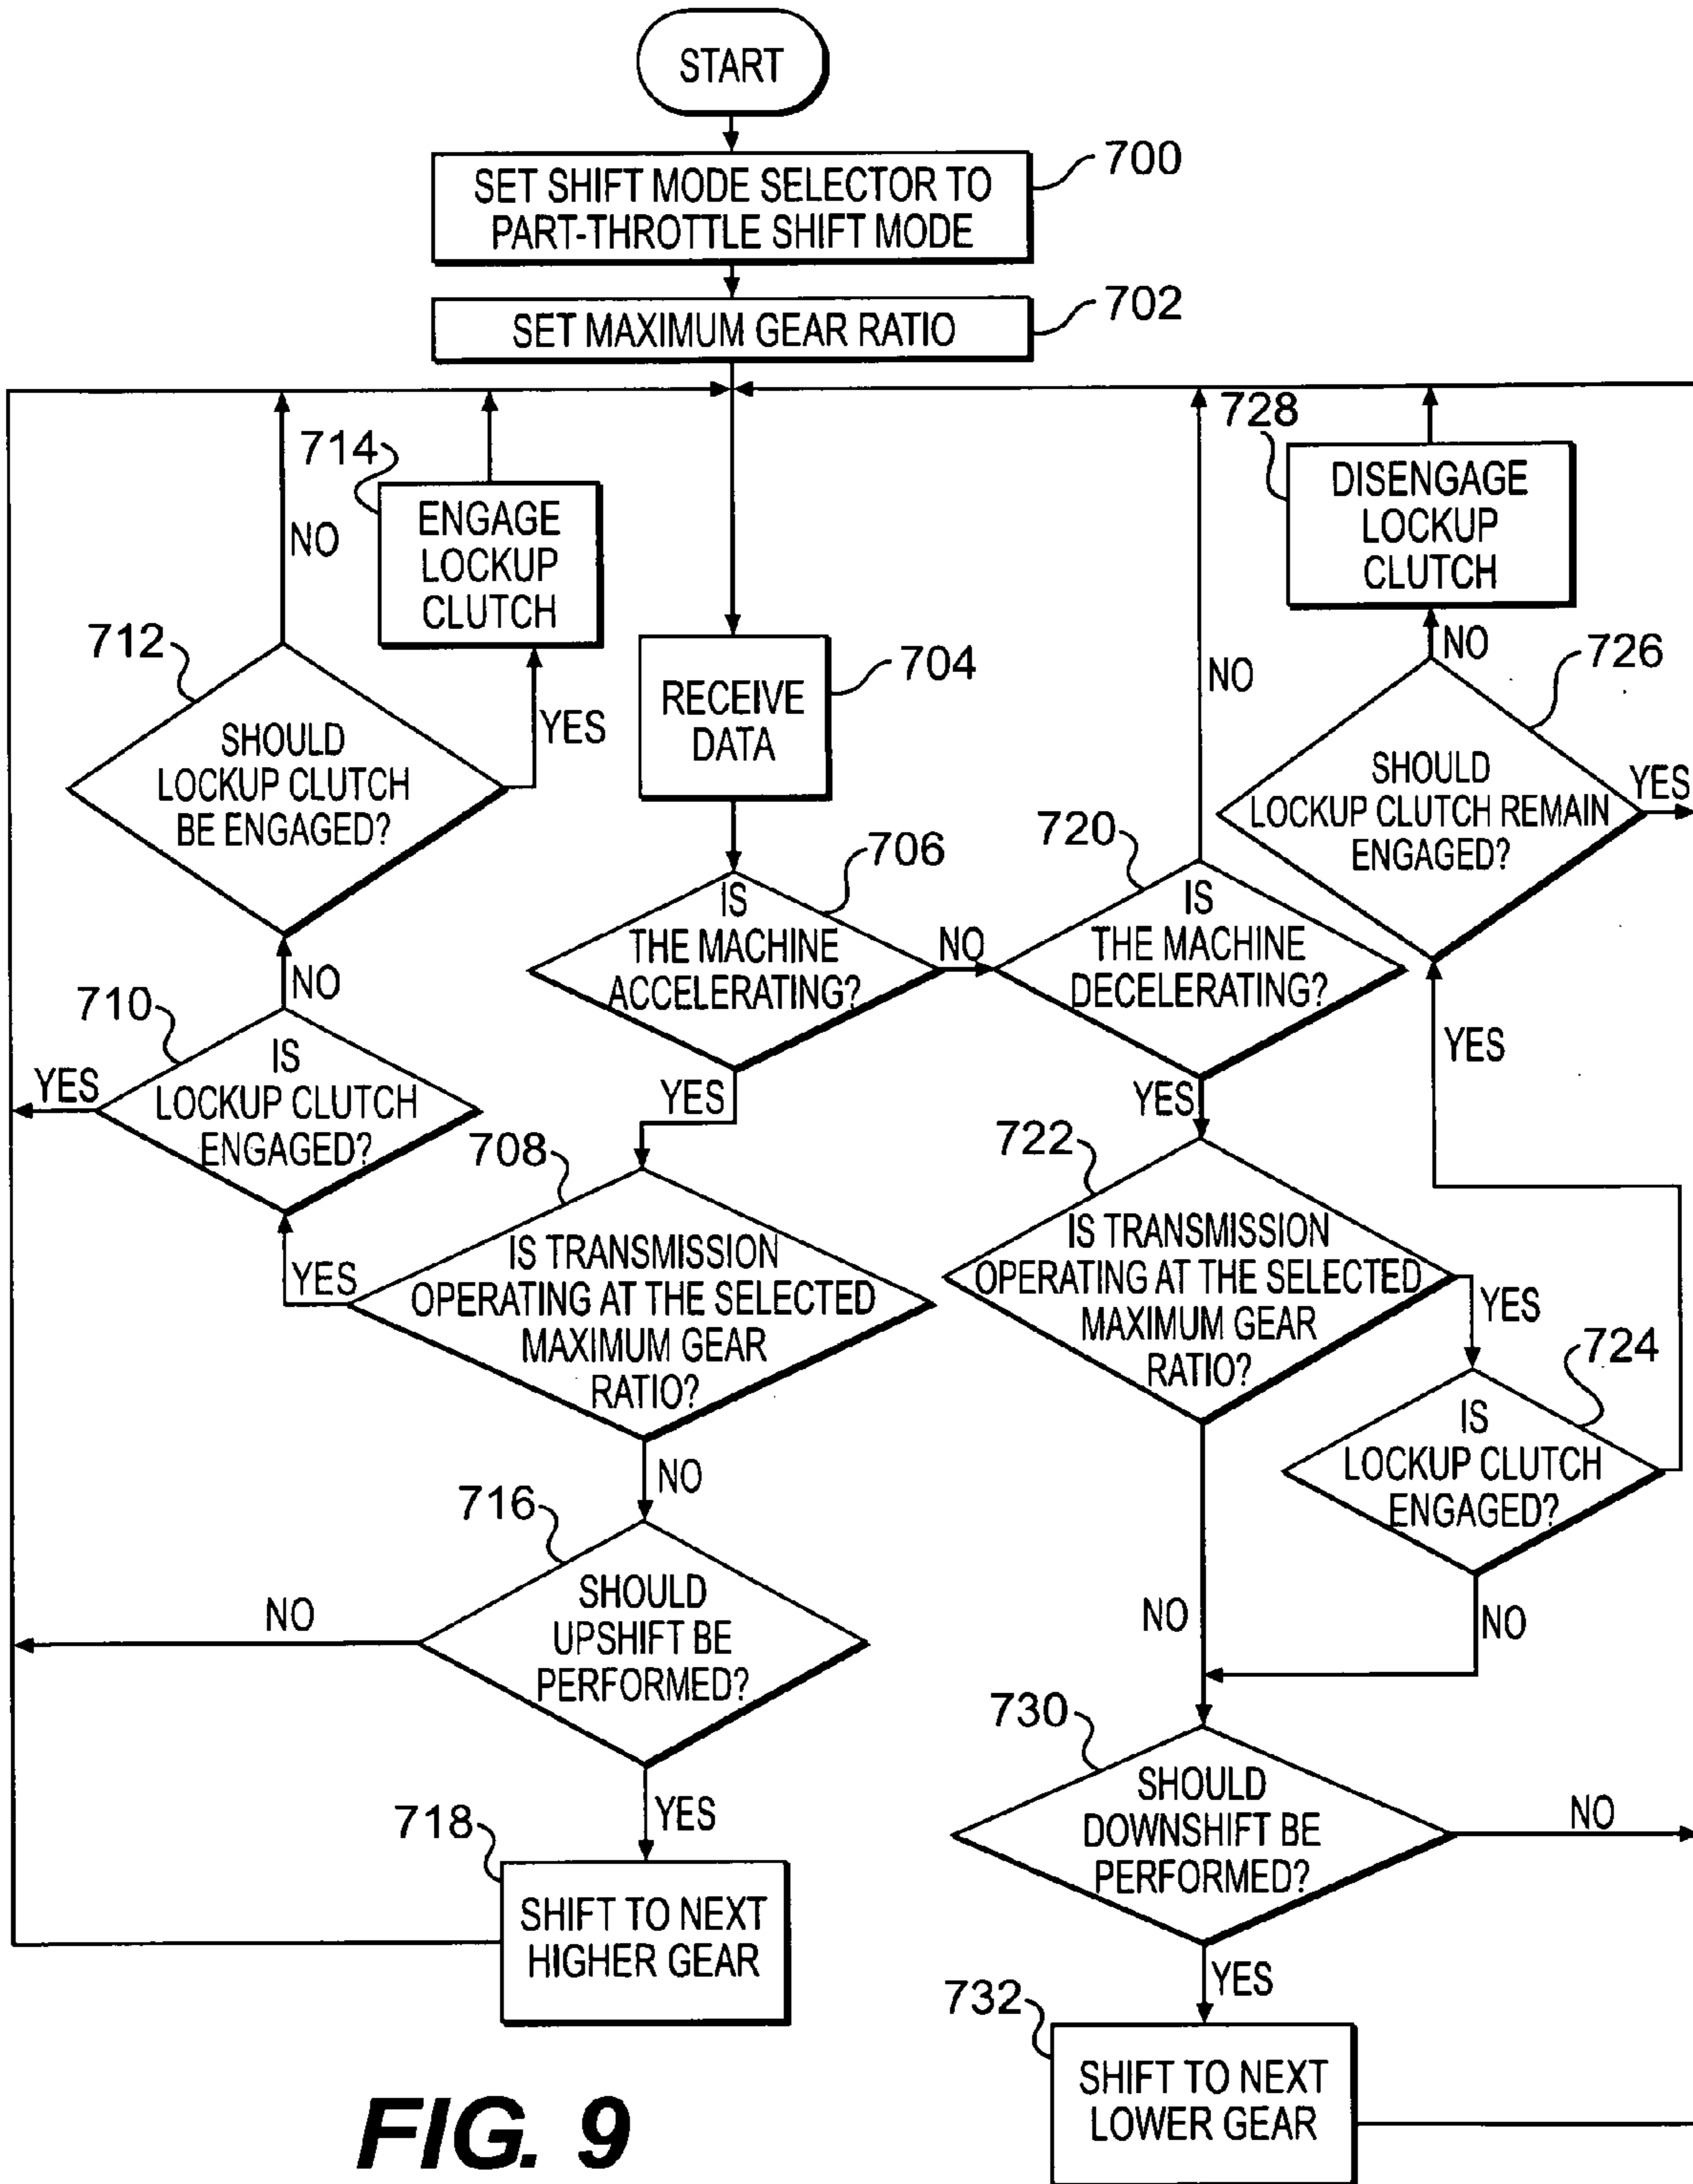 START
700
SET SHIFT MODE SELECTOR TO
PART-THROTTLE SHIFT MODE
702
SET MAXIMUM GEAR RATIO
714
ENGAGE
LOCKUP
CLUTCH
NO
712
SHOULD
LOCKUP CLUTCH
BE ENGAGED?
YES
NO
710
IS
LOCKUP CLUTCH
ENGAGED?
YES
704
RECEIVE
DATA
706
IS
THE MACHINE
ACCELERATING?
NO
YES
708
IS TRANSMISSION
OPERATING AT THE SELECTED
MAXIMUM GEAR
RATIO?
YES
NO
716
SHOULD
UPSHIFT BE
PERFORMED?
NO
YES
718
SHIFT TO NEXT
HIGHER GEAR
728
DISENGAGE
LOCKUP
CLUTCH
NO
726
SHOULD
LOCKUP CLUTCH REMAIN
ENGAGED?
YES
NO
720
IS
THE MACHINE
DECELERATING?
YES
YES
722
IS TRANSMISSION
OPERATING AT THE SELECTED
MAXIMUM GEAR
RATIO?
YES
724
IS
LOCKUP CLUTCH
ENGAGED?
NO
NO
730
SHOULD
DOWNSHIFT BE
PERFORMED?
NO
YES
732
SHIFT TO NEXT
LOWER GEAR
FIG. 9